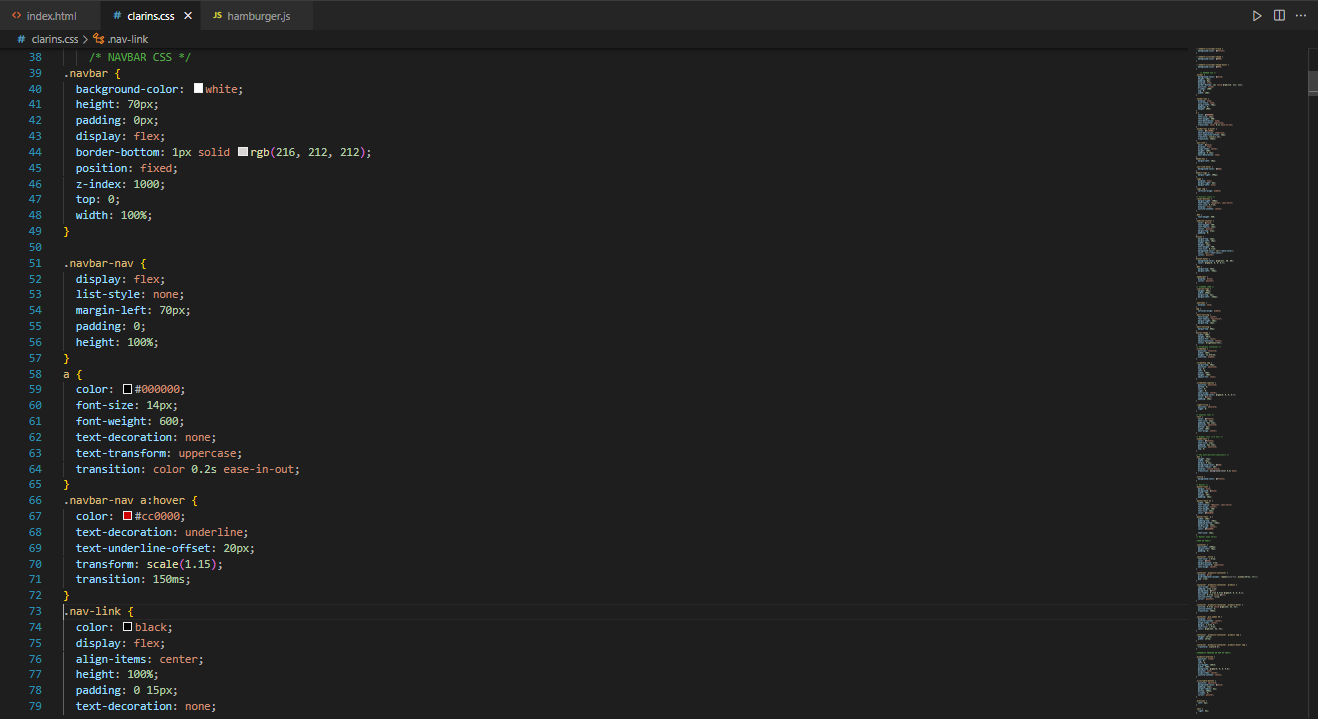 index.html
# clarins.css ×
JS hamburger.js
# clarins.css > .nav-link
38 /* NAVBAR CSS */
39 .navbar {
40 background-color: white;
41 height: 70px;
42 padding: 0px;
43 display: flex;
44 border-bottom: 1px solid rgb(216, 212, 212);
45 position: fixed;
46 z-index: 1000;
47 top: 0;
48 width: 100%;
49 }
50
51 .navbar-nav {
52 display: flex;
53 list-style: none;
54 margin-left: 70px;
55 padding: 0;
56 height: 100%;
57 }
58 a {
59 color: #000000;
60 font-size: 14px;
61 font-weight: 600;
62 text-decoration: none;
63 text-transform: uppercase;
64 transition: color 0.2s ease-in-out;
65 }
66 .navbar-nav a:hover {
67 color: #cc0000;
68 text-decoration: underline;
69 text-underline-offset: 20px;
70 transform: scale(1.15);
71 transition: 150ms;
72 }
73 .nav-link {
74 color: black;
75 display: flex;
76 align-items: center;
77 height: 100%;
78 padding: 0 15px;
79 text-decoration: none;